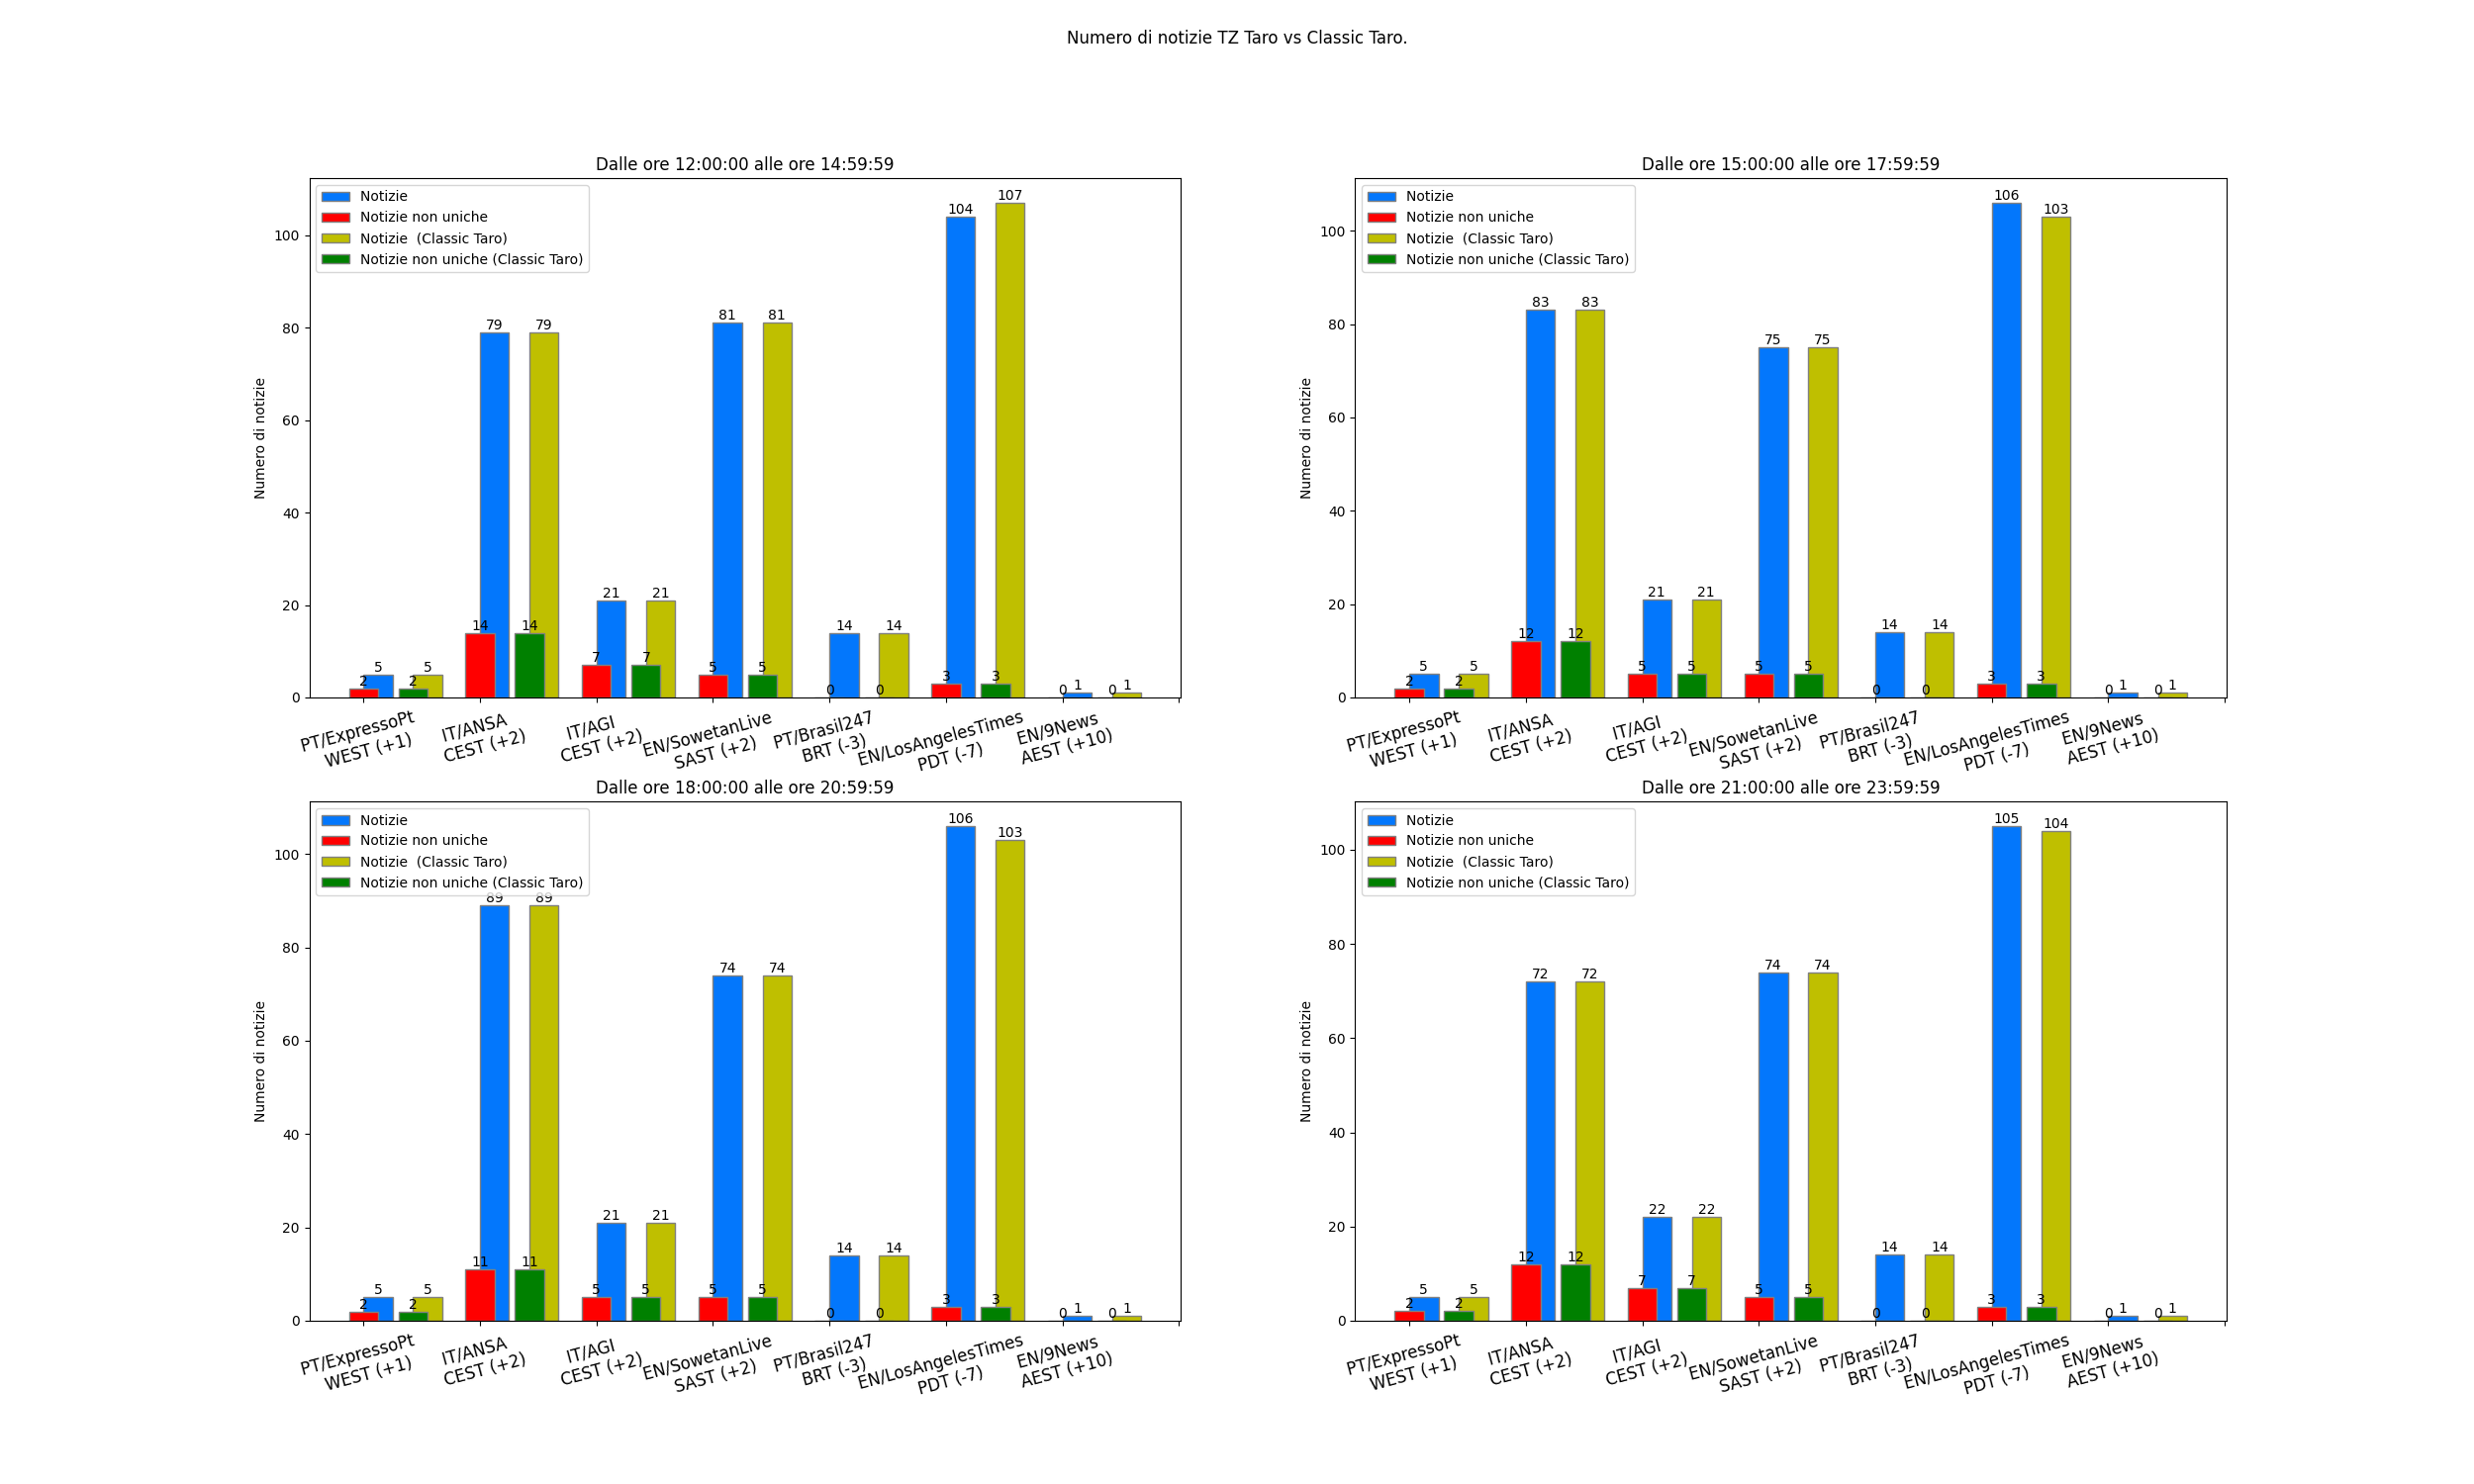 Numero di notizie TZ Taro vs Classic Taro.
Dalle ore 12:00:00 alle ore 14:59:59
Notizie
Notizie non uniche
Notizie (Classic Taro)
Notizie non uniche (Classic Taro)
Numero di notizie
100
80
60
40
20
0
2 5 2 5
14 79 14 79
7 21 7 21
5 81 5 81
0 14 0 14
3 104 3 107
0 1 0 1
PT/ExpressoPt
WEST (+1)
IT/ANSA
CEST (+2)
IT/AGI
CEST (+2)
EN/SowetanLive
SAST (+2)
PT/Brasil247
BRT (-3)
EN/LosAngelesTimes
PDT (-7)
EN/9News
AEST (+10)
Dalle ore 15:00:00 alle ore 17:59:59
Notizie
Notizie non uniche
Notizie (Classic Taro)
Notizie non uniche (Classic Taro)
Numero di notizie
100
80
60
40
20
0
2 5 2 5
12 83 12 83
5 21 5 21
5 75 5 75
0 14 0 14
3 106 3 103
0 1 0 1
PT/ExpressoPt
WEST (+1)
IT/ANSA
CEST (+2)
IT/AGI
CEST (+2)
EN/SowetanLive
SAST (+2)
PT/Brasil247
BRT (-3)
EN/LosAngelesTimes
PDT (-7)
EN/9News
AEST (+10)
Dalle ore 18:00:00 alle ore 20:59:59
Notizie
Notizie non uniche
Notizie (Classic Taro)
Notizie non uniche (Classic Taro)
Numero di notizie
100
80
60
40
20
0
2 5 2 5
11 89 11 89
5 21 5 21
5 74 5 74
0 14 0 14
3 106 3 103
0 1 0 1
PT/ExpressoPt
WEST (+1)
IT/ANSA
CEST (+2)
IT/AGI
CEST (+2)
EN/SowetanLive
SAST (+2)
PT/Brasil247
BRT (-3)
EN/LosAngelesTimes
PDT (-7)
EN/9News
AEST (+10)
Dalle ore 21:00:00 alle ore 23:59:59
Notizie
Notizie non uniche
Notizie (Classic Taro)
Notizie non uniche (Classic Taro)
Numero di notizie
100
80
60
40
20
0
2 5 2 5
12 72 12 72
7 22 7 22
5 74 5 74
0 14 0 14
3 105 3 104
0 1 0 1
PT/ExpressoPt
WEST (+1)
IT/ANSA
CEST (+2)
IT/AGI
CEST (+2)
EN/SowetanLive
SAST (+2)
PT/Brasil247
BRT (-3)
EN/LosAngelesTimes
PDT (-7)
EN/9News
AEST (+10)